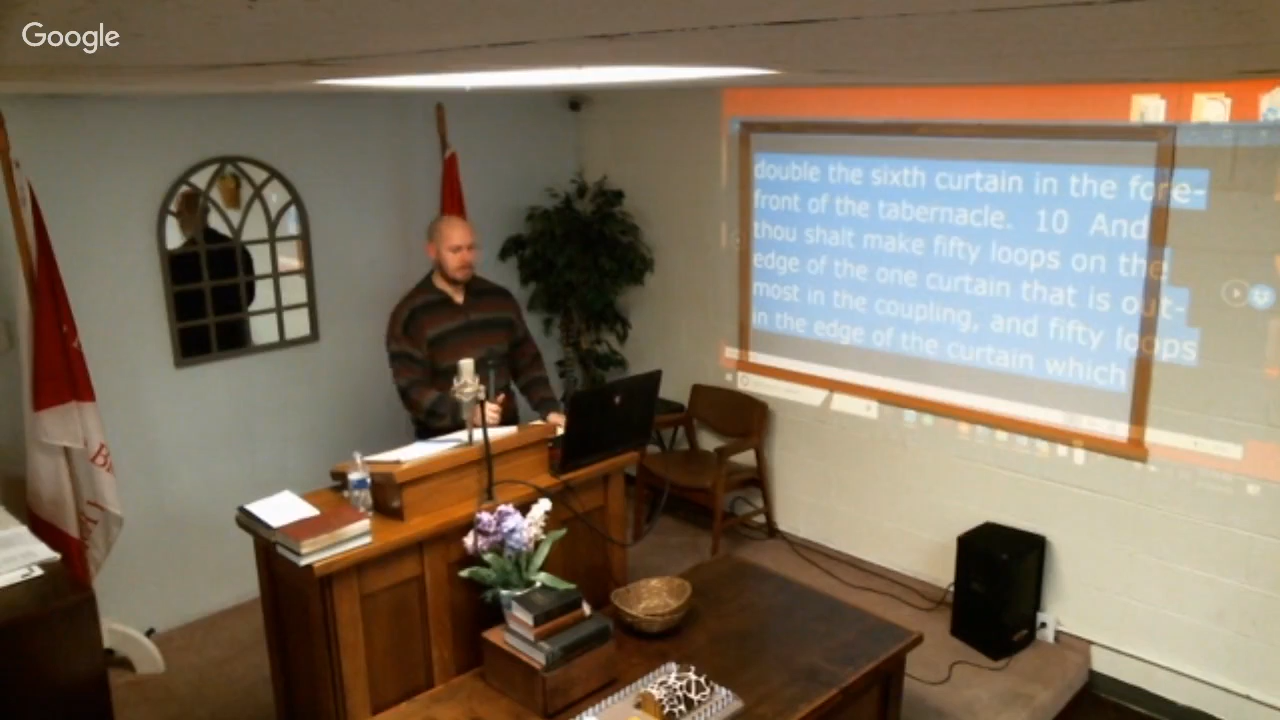 Google
double the sixth curtain in the fore-
front of the tabernacle. 10 And
thou shalt make fifty loops on the
edge of the one curtain that is out-
most in the coupling, and fifty loops
in the edge of the curtain which